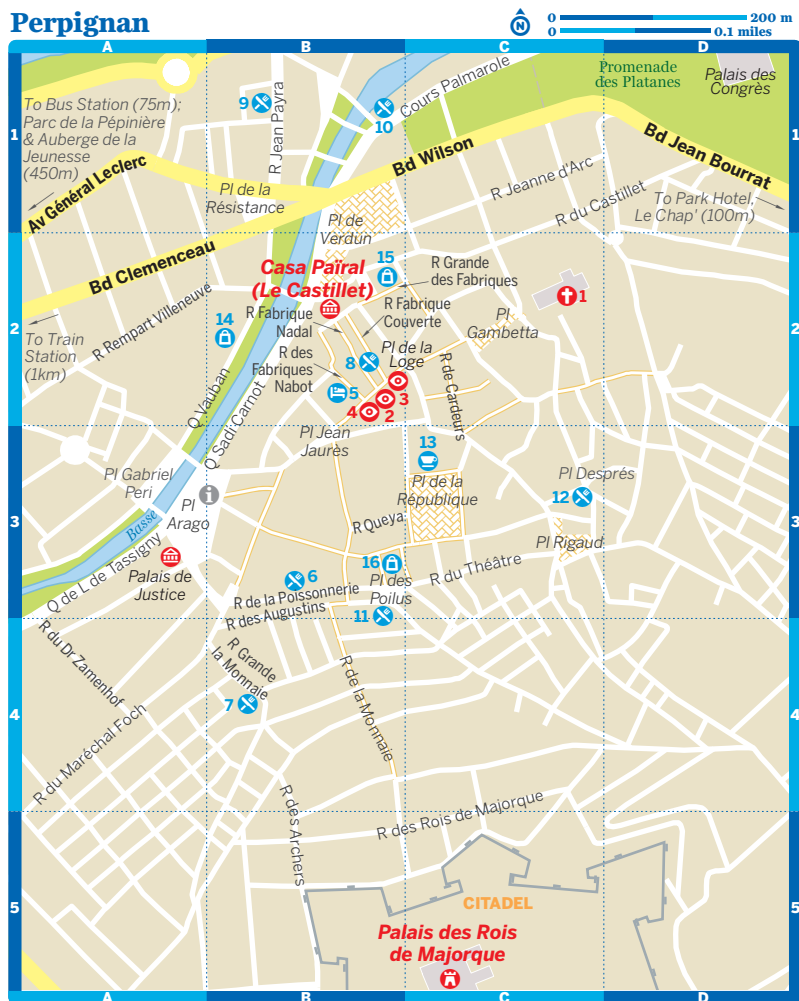 Perpignan
0 200 m
0 0.1 miles
A B C D
1
To Bus Station (75m);
Parc de la Pépinière
& Auberge de la
Jeunesse
(450m)
Av Général Leclerc
9
R Jean Payra
10
Cours Palmarole
Promenade
des Platanes
Palais des
Congrès
1
Bd Wilson
Bd Jean Bourrat
R Jeanne d'Arc
R du Castillet
To Park Hotel,
Le Chap' (100m)
Pl de la
Résistance
Pl de
Verdun
Bd Clemenceau
Casa Païral
(Le Castillet)
15
R Grande
des Fabriques
1
2
R Rempart Villeneuve
14
To Train
Station
(1km)
R Fabrique
Nadal
R Fabrique
Couverte
Pl
Gambetta
2
R des
Fabriques
Nabot
8
Pl de la
Loge
R de Cardeurs
5
3
4
2
Q Vauban
Q Sadi Carnot
Pl Jean
Jaurès
13
Pl Gabriel
Peri
Pl
Arago
Pl de la
République
Pl Després
12
3
Basse
R Queya
Pl Rigaud
3
Palais de
Justice
Q de L de Tassigny
6
16
Pl des
Poilus
R du Théâtre
R de la Poissonnerie
R des Augustins
11
R du Dr Zamenhof
R Grande
la Monnaie
7
R de la Monnaie
4
R du Maréchal Foch
4
R des Archers
R des Rois de Majorque
5
CITADEL
Palais des Rois
de Majorque
5
A B C D